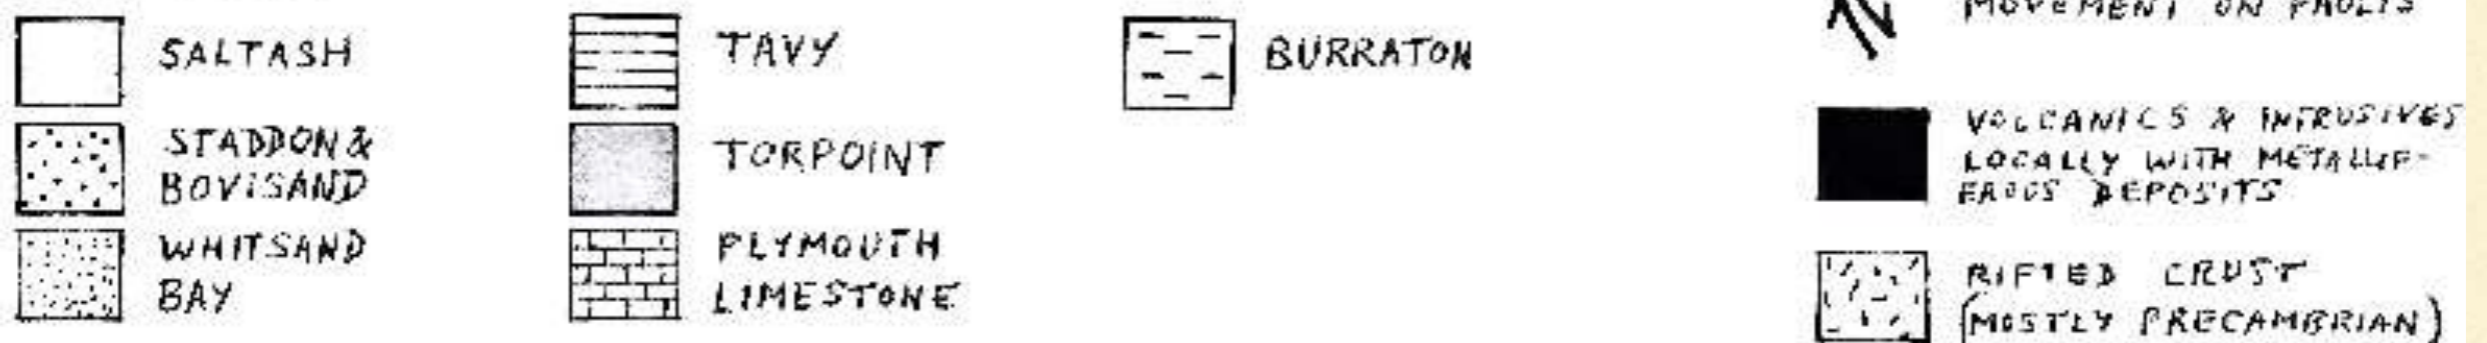 SALTASH
STADDON &
BOVISAND
WHITSAND
BAY
TAVY
TORPOINT
PLYMOUTH
LIMESTONE
BURRATON
MOVEMENT ON FAULTS
VOLCANICS & INTRUSIVES
LOCALLY WITH METALLIF-
EROUS DEPOSITS
RIFTED CRUST
(MOSTLY PRECAMBRIAN)